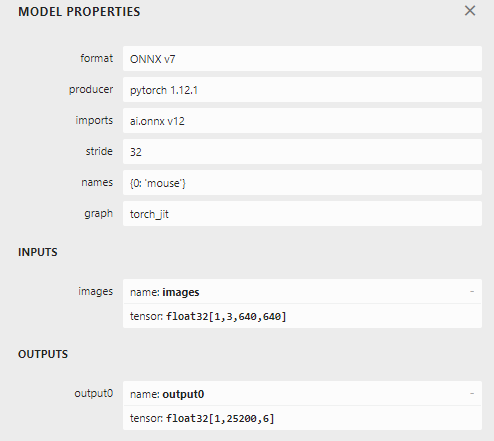 MODEL PROPERTIES
format ONNX v7
producer pytorch 1.12.1
imports ai.onnx v12
stride 32
names {0: 'mouse'}
graph torch_jit
INPUTS
images name: images -
tensor: float32[1,3,640,640]
OUTPUTS
output0 name: output0 -
tensor: float32[1,25200,6]